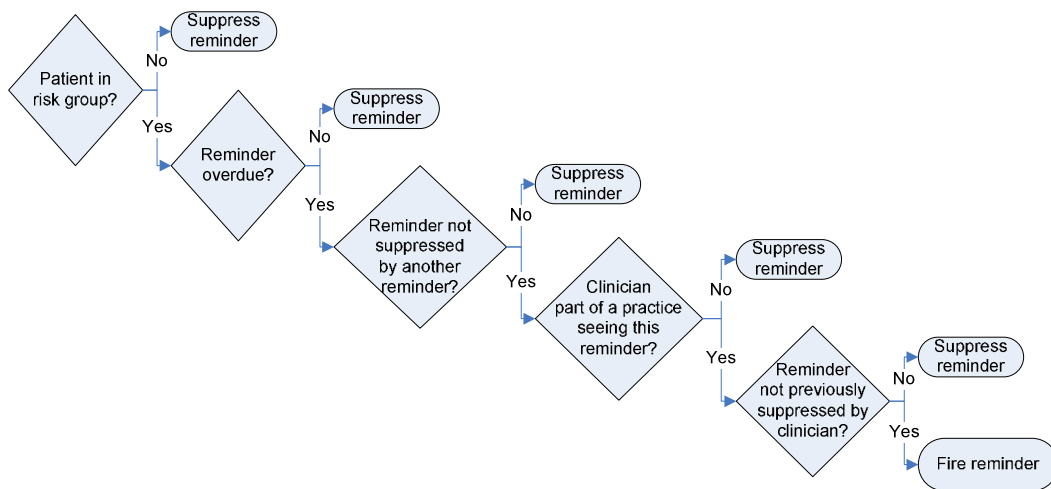 Patient in
risk group?
No
Suppress
reminder
Yes
Reminder
overdue?
No
Suppress
reminder
Yes
Reminder not
suppressed
by another
reminder?
No
Suppress
reminder
Yes
Clinician
part of a practice
seeing this
reminder?
No
Suppress
reminder
Yes
Reminder
not previously
suppressed by
clinician?
No
Suppress
reminder
Yes
Fire reminder